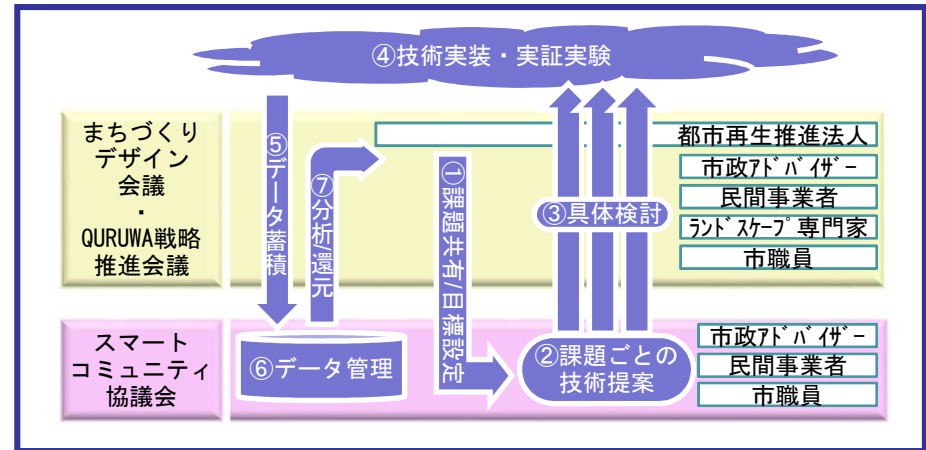 ④技術実装・実証実験
まちづくり
デザイン
会議
・
QURUWA戦略
推進会議
⑤データ蓄積
⑦分析/還元
①課題共有/目標設定
③具体検討
都市再生推進法人
市政ｱﾄﾞﾊﾞｲｻﾞｰ
民間事業者
ﾗﾝﾄﾞｽｹｰﾌﾟ専門家
市職員
スマート
コミュニティ
協議会
⑥データ管理
②課題ごとの
技術提案
市政ｱﾄﾞﾊﾞｲｻﾞｰ
民間事業者
市職員